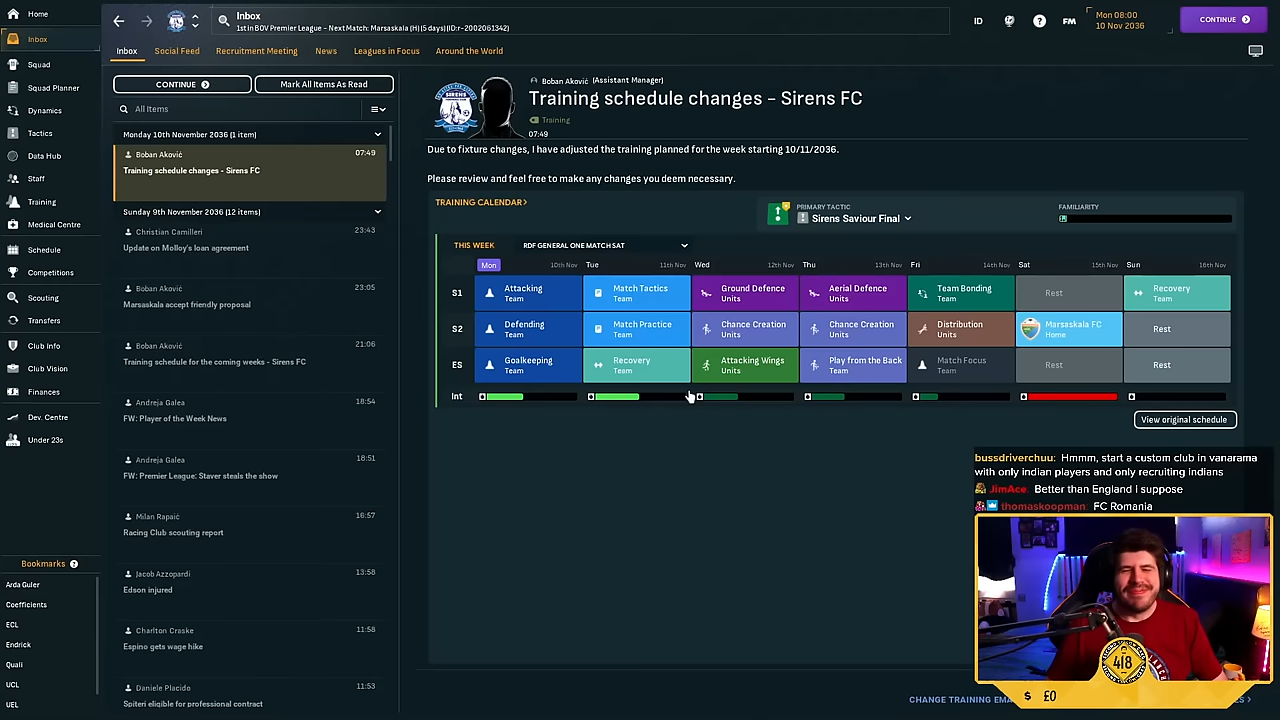 Home
Inbox
Squad
Squad Planner
Dynamics
Tactics
Data Hub
Staff
Training
Medical Centre
Schedule
Competitions
Scouting
Transfers
Club Info
Club Vision
Finances
Dev. Centre
Under 23s
Bookmarks ?
Arda Guler
Coefficients
ECL
Endrick
Quali
UCL
UEL
Inbox
1st in BOV Premier League - Next Match: Marsaskala (H) (5 days) (ID:r-2002061342)
ID
?
FM
Mon 08:00
10 Nov 2036
CONTINUE
Inbox
Social Feed
Recruitment Meeting
News
Leagues in Focus
Around the World
CONTINUE
Mark All Items As Read
All Items
Monday 10th November 2036 (1 item)
Boban Aković
07:49
Training schedule changes - Sirens FC
Sunday 9th November 2036 (12 items)
Christian Camilleri
23:43
Update on Molloy's loan agreement
Boban Aković
23:05
Marsaskala accept friendly proposal
Boban Aković
21:06
Training schedule for the coming weeks - Sirens FC
Andreja Galea
18:54
FW: Player of the Week News
Andreja Galea
18:51
FW: Premier League: Staver steals the show
Milan Rapaić
16:57
Racing Club scouting report
Jacob Azzopardi
13:58
Edson injured
Charlton Craske
11:58
Espino gets wage hike
Daniele Placido
11:53
Spiteri eligible for professional contract
SIRENS
Boban Aković (Assistant Manager)
Training schedule changes - Sirens FC
Training
07:49
Due to fixture changes, I have adjusted the training planned for the week starting 10/11/2036.
Please review and feel free to make any changes you deem necessary.
TRAINING CALENDAR
PRIMARY TACTIC
Sirens Saviour Final
FAMILIARITY
THIS WEEK
RDF GENERAL ONE MATCH SAT
Mon 10th Nov Tue 11th Nov Wed 12th Nov Thu 13th Nov Fri 14th Nov Sat 15th Nov Sun 16th Nov
S1
Attacking
Team
Match Tactics
Team
Ground Defence
Units
Aerial Defence
Units
Team Bonding
Team
Rest
Recovery
Team
S2
Defending
Team
Match Practice
Team
Chance Creation
Units
Chance Creation
Units
Distribution
Units
Marsaskala FC
Home
Rest
ES
Goalkeeping
Team
Recovery
Team
Attacking Wings
Units
Play from the Back
Units
Match Focus
Team
Rest
Rest
Int
View original schedule
bussdriverchuu: Hmmm, start a custom club in vanarama
with only indian players and only recruiting indians
JimAce: Better than England I suppose
thomaskoopman: FC Romania
CHANGE TRAINING EMA
418
$ £0